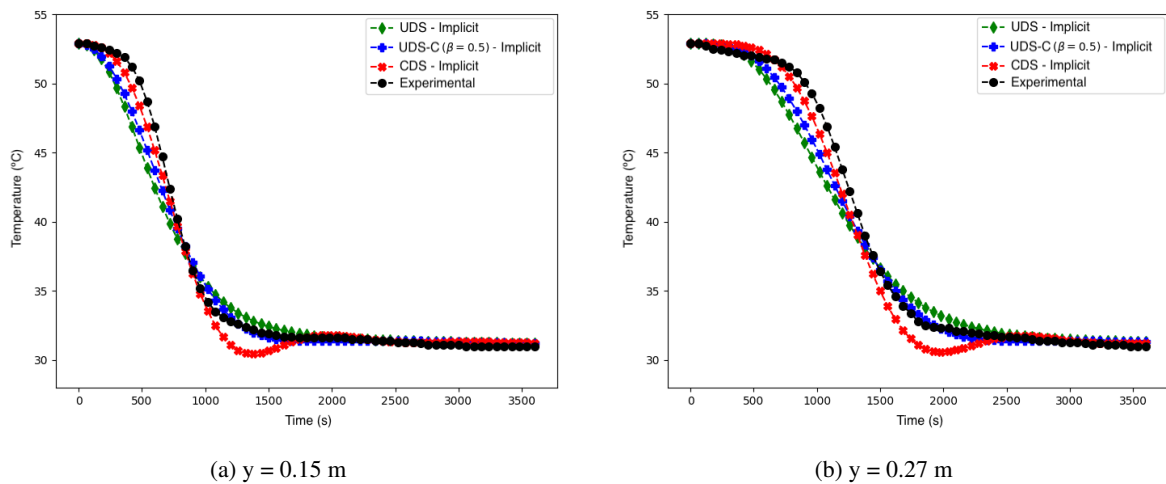 55
50
45
40
35
30
Temperature (°C)
0 500 1000 1500 2000 2500 3000 3500
Time (s)
UDS - Implicit
UDS-C (β = 0.5) - Implicit
CDS - Implicit
Experimental
(a) y = 0.15 m
55
50
45
40
35
30
Temperature (°C)
0 500 1000 1500 2000 2500 3000 3500
Time (s)
UDS - Implicit
UDS-C (β = 0.5) - Implicit
CDS - Implicit
Experimental
(b) y = 0.27 m